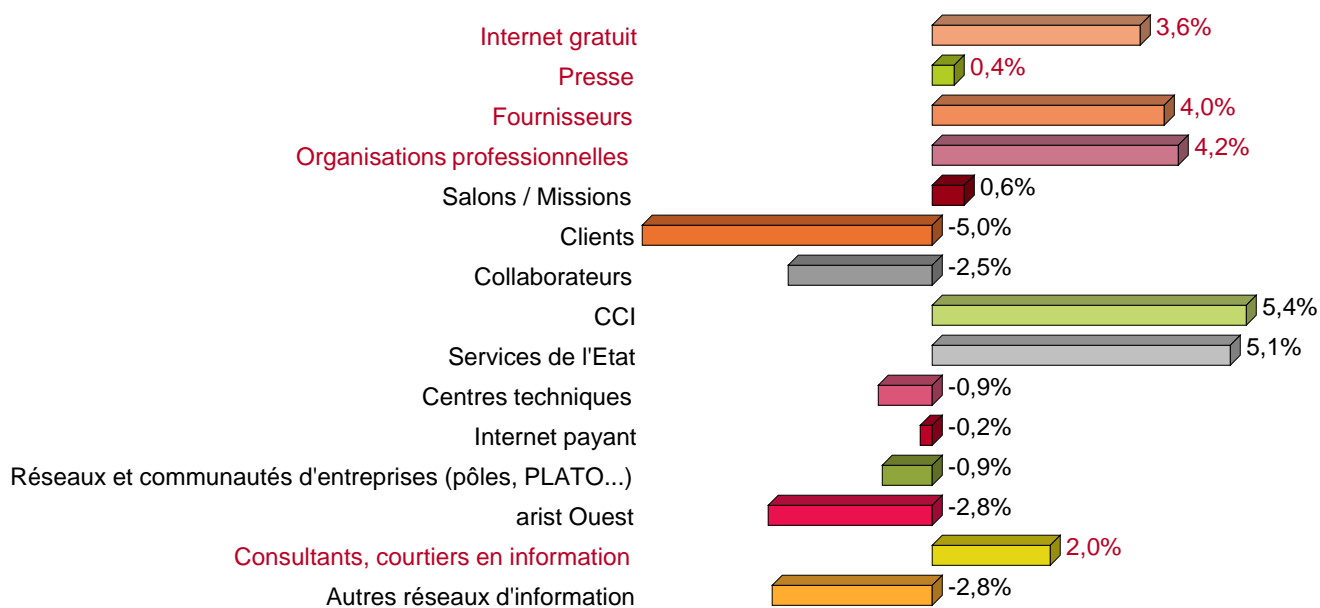 Internet gratuit 3,6%
Presse 0,4%
Fournisseurs 4,0%
Organisations professionnelles 4,2%
Salons / Missions 0,6%
Clients -5,0%
Collaborateurs -2,5%
CCI 5,4%
Services de l'Etat 5,1%
Centres techniques -0,9%
Internet payant -0,2%
Réseaux et communautés d'entreprises (pôles, PLATO...) -0,9%
arist Ouest -2,8%
Consultants, courtiers en information 2,0%
Autres réseaux d'information -2,8%